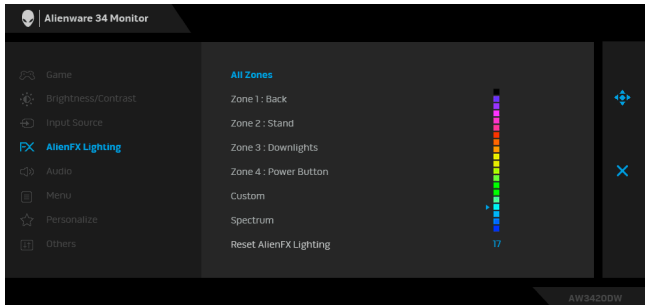 Alienware 34 Monitor
Game
Brightness/Contrast
Input Source
FX AlienFX Lighting
Audio
Menu
Personalize
Others
All Zones
Zone 1 : Back
Zone 2 : Stand
Zone 3 : Downlights
Zone 4 : Power Button
Custom
Spectrum
Reset AlienFX Lighting
17
AW3420DW